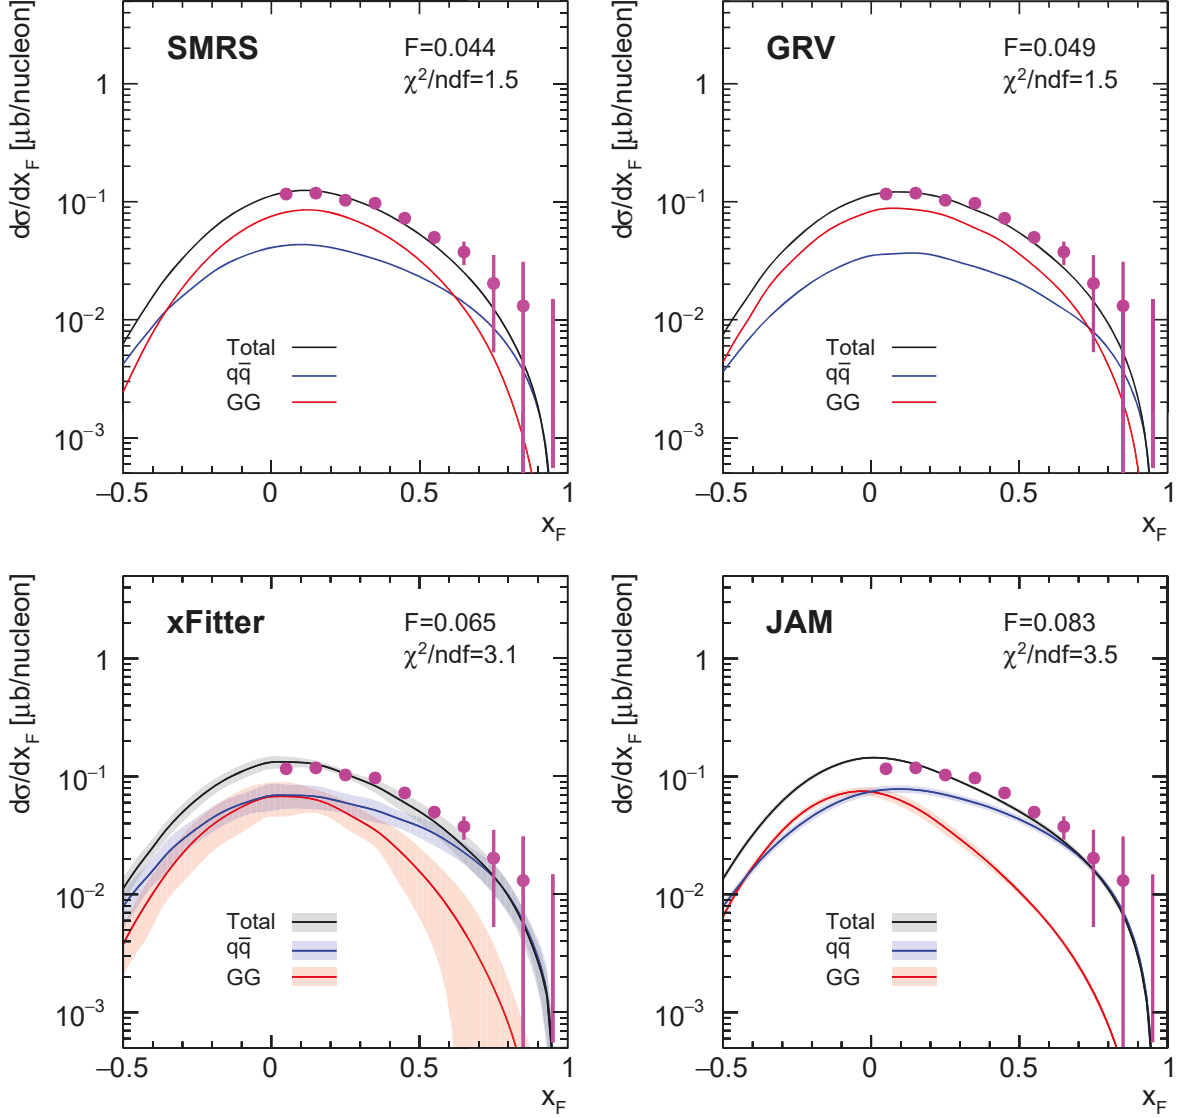 SMRS
F=0.044
χ²/ndf=1.5
dσ/dx_F [μb/nucleon]
1
10⁻¹
10⁻²
10⁻³
Total
qq̅
GG
−0.5 0 0.5 1
x_F
GRV
F=0.049
χ²/ndf=1.5
dσ/dx_F [μb/nucleon]
1
10⁻¹
10⁻²
10⁻³
Total
qq̅
GG
−0.5 0 0.5 1
x_F
xFitter
F=0.065
χ²/ndf=3.1
dσ/dx_F [μb/nucleon]
1
10⁻¹
10⁻²
10⁻³
Total
qq̅
GG
−0.5 0 0.5 1
x_F
JAM
F=0.083
χ²/ndf=3.5
dσ/dx_F [μb/nucleon]
1
10⁻¹
10⁻²
10⁻³
Total
qq̅
GG
−0.5 0 0.5 1
x_F